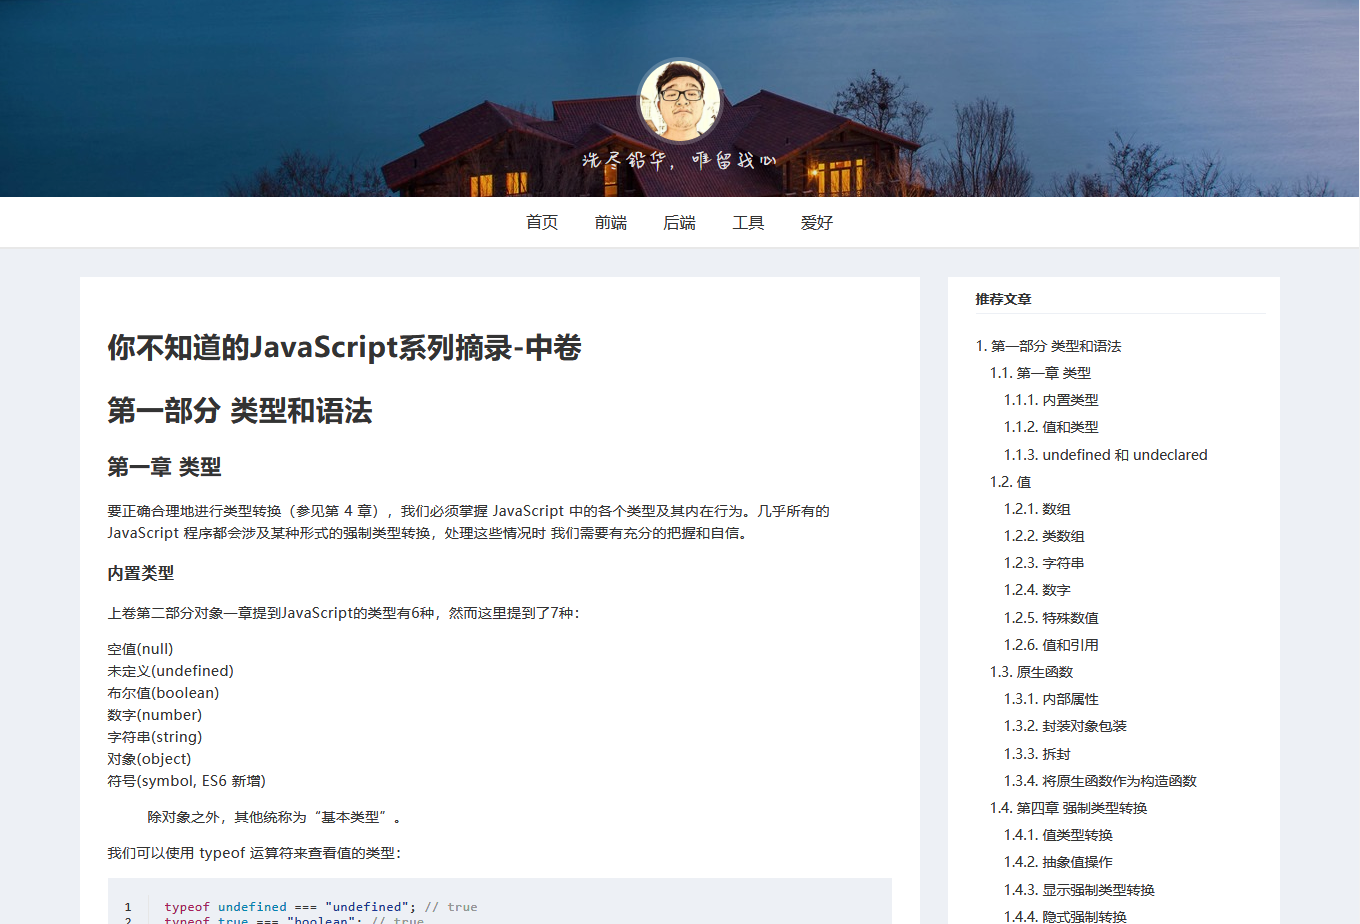 洗尽铅华，唯留我心
首页 前端 后端 工具 爱好
你不知道的JavaScript系列摘录-中卷
第一部分 类型和语法
第一章 类型
要正确合理地进行类型转换（参见第 4 章），我们必须掌握 JavaScript 中的各个类型及其内在行为。几乎所有的
JavaScript 程序都会涉及某种形式的强制类型转换，处理这些情况时 我们需要有充分的把握和自信。
内置类型
上卷第二部分对象一章提到JavaScript的类型有6种，然而这里提到了7种：
空值(null)
未定义(undefined)
布尔值(boolean)
数字(number)
字符串(string)
对象(object)
符号(symbol, ES6 新增)
除对象之外，其他统称为“基本类型”。
我们可以使用 typeof 运算符来查看值的类型：
1 typeof undefined === "undefined"; // true
2 typeof true === "boolean"; // true
推荐文章
1. 第一部分 类型和语法
1.1. 第一章 类型
1.1.1. 内置类型
1.1.2. 值和类型
1.1.3. undefined 和 undeclared
1.2. 值
1.2.1. 数组
1.2.2. 类数组
1.2.3. 字符串
1.2.4. 数字
1.2.5. 特殊数值
1.2.6. 值和引用
1.3. 原生函数
1.3.1. 内部属性
1.3.2. 封装对象包装
1.3.3. 拆封
1.3.4. 将原生函数作为构造函数
1.4. 第四章 强制类型转换
1.4.1. 值类型转换
1.4.2. 抽象值操作
1.4.3. 显示强制类型转换
1.4.4. 隐式强制转换